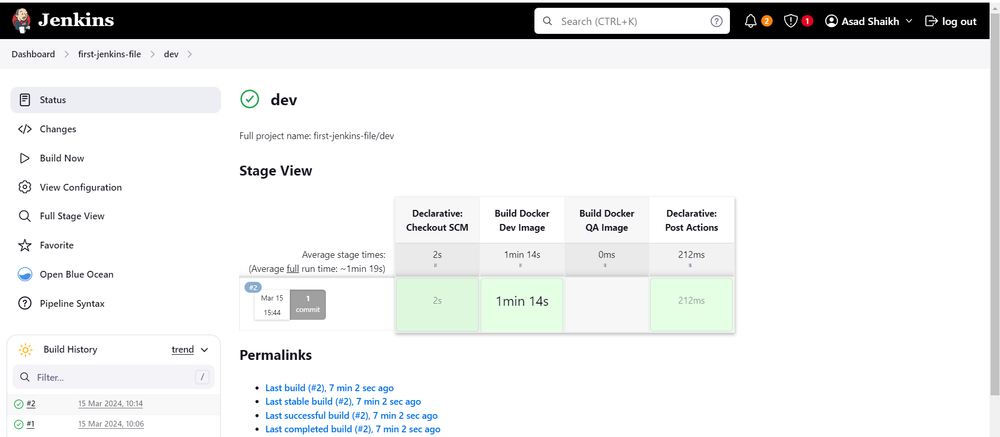 Jenkins
Search (CTRL+K)
?
2
1
Asad Shaikh
log out
Dashboard
first-jenkins-file
dev
Status
Changes
Build Now
View Configuration
Full Stage View
Favorite
Open Blue Ocean
Pipeline Syntax
Build History
trend
Filter...
/
#2
15 Mar 2024, 10:14
#1
15 Mar 2024, 10:06
dev
Full project name: first-jenkins-file/dev
Stage View
Declarative: Checkout SCM
Build Docker Dev Image
Build Docker QA Image
Declarative: Post Actions
Average stage times:
(Average full run time: ~1min 19s)
2s
1min 14s
0ms
212ms
#2
Mar 15
15:44
1
commit
2s
1min 14s
212ms
Permalinks
Last build (#2), 7 min 2 sec ago
Last stable build (#2), 7 min 2 sec ago
Last successful build (#2), 7 min 2 sec ago
Last completed build (#2), 7 min 2 sec ago